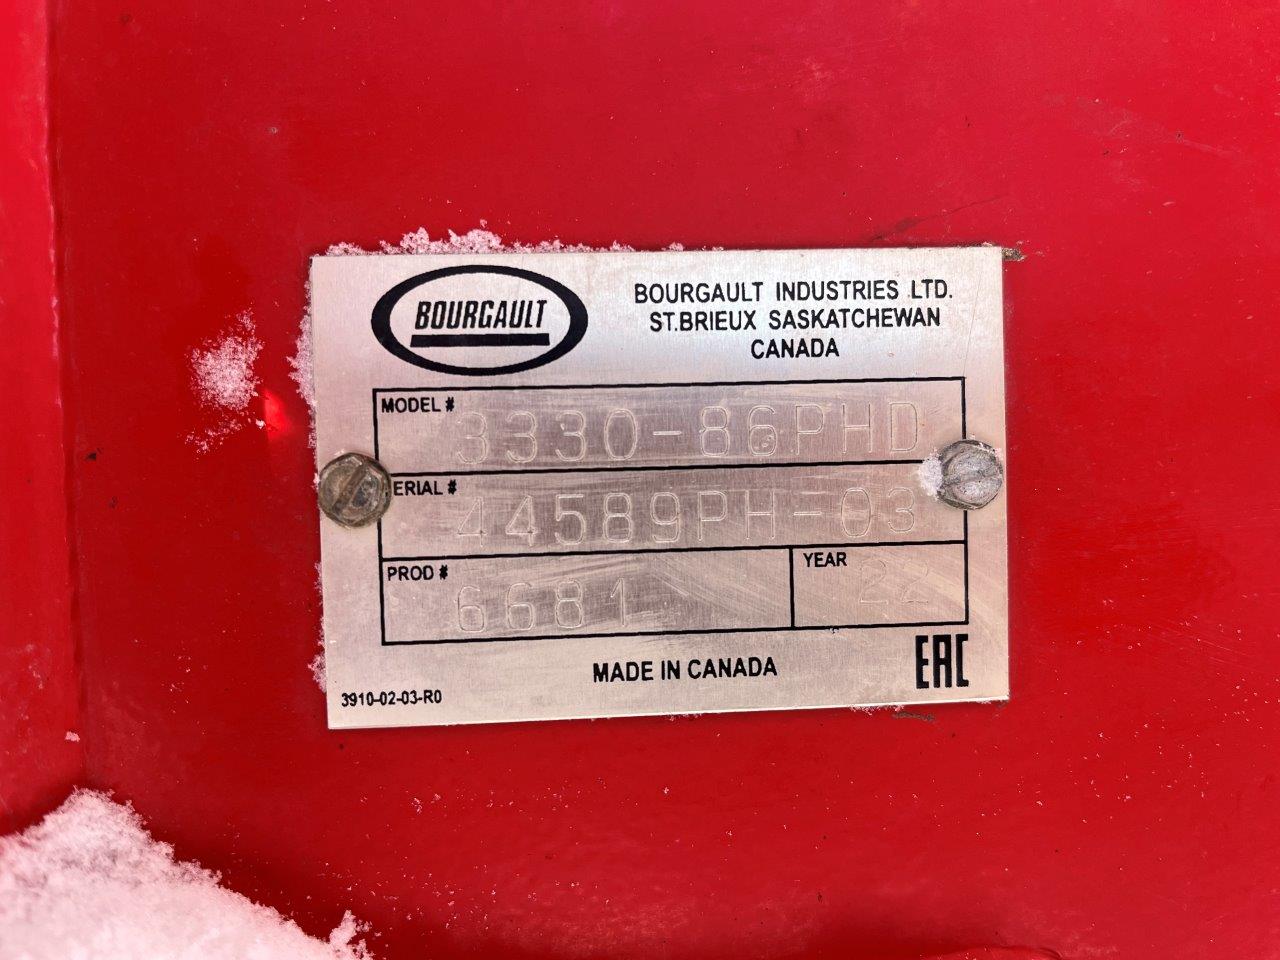 BOURGAULT
BOURGAULT INDUSTRIES LTD.
ST.BRIEUX SASKATCHEWAN
CANADA
MODEL # 3330-86PHD
ERIAL # 44589PH-03
PROD # 6681 YEAR 22
MADE IN CANADA
EAC
3910-02-03-R0